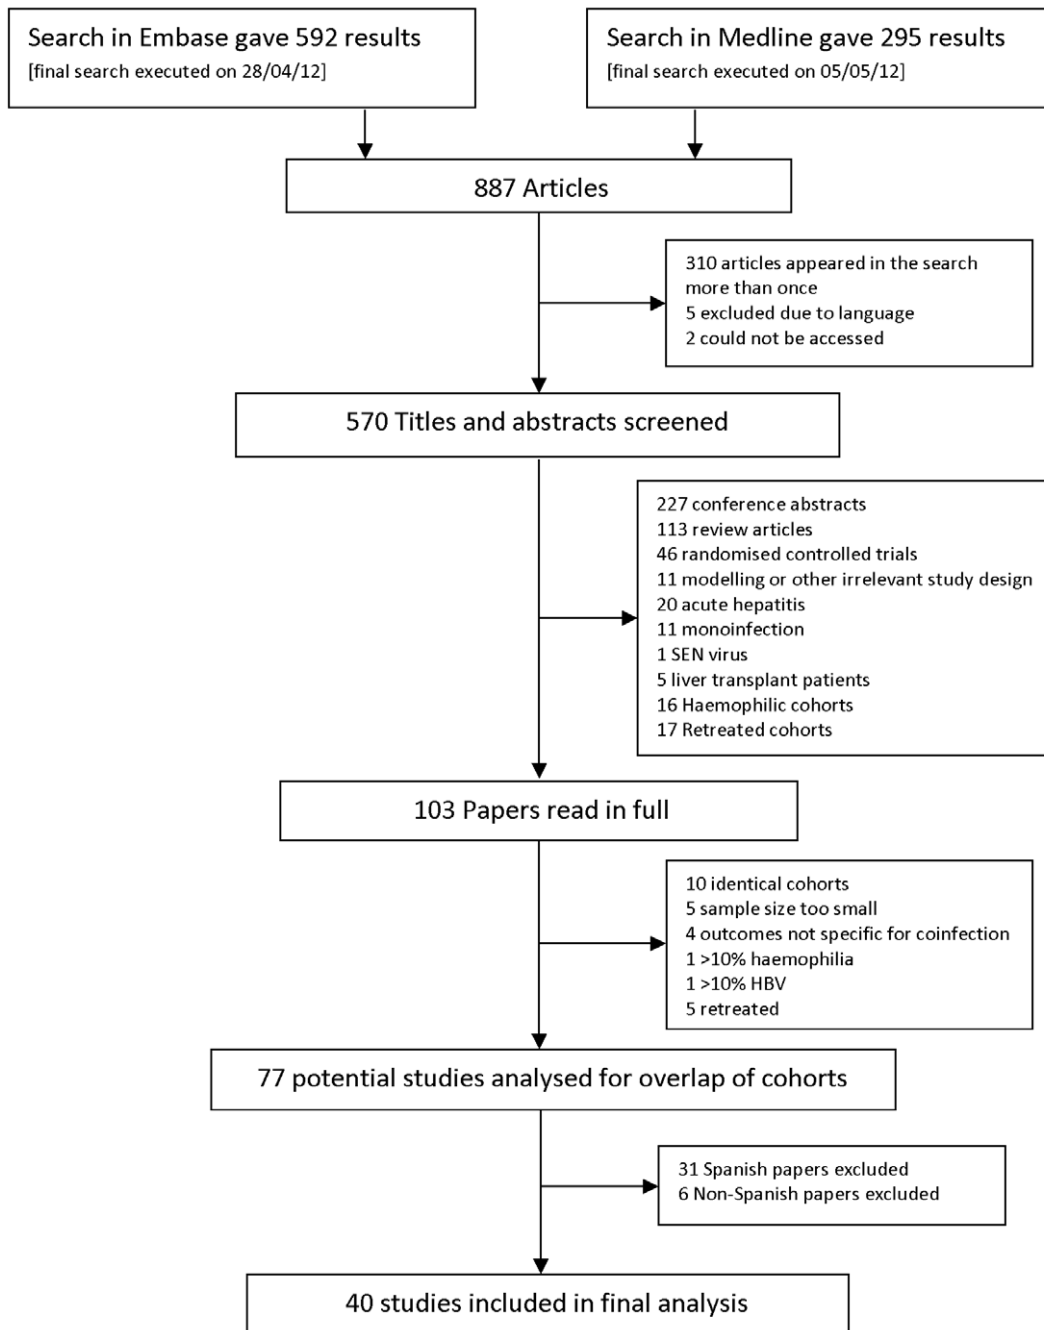 Search in Embase gave 592 results
[final search executed on 28/04/12]
Search in Medline gave 295 results
[final search executed on 05/05/12]
887 Articles
310 articles appeared in the search
more than once
5 excluded due to language
2 could not be accessed
570 Titles and abstracts screened
227 conference abstracts
113 review articles
46 randomised controlled trials
11 modelling or other irrelevant study design
20 acute hepatitis
11 monoinfection
1 SEN virus
5 liver transplant patients
16 Haemophilic cohorts
17 Retreated cohorts
103 Papers read in full
10 identical cohorts
5 sample size too small
4 outcomes not specific for coinfection
1 >10% haemophilia
1 >10% HBV
5 retreated
77 potential studies analysed for overlap of cohorts
31 Spanish papers excluded
6 Non-Spanish papers excluded
40 studies included in final analysis